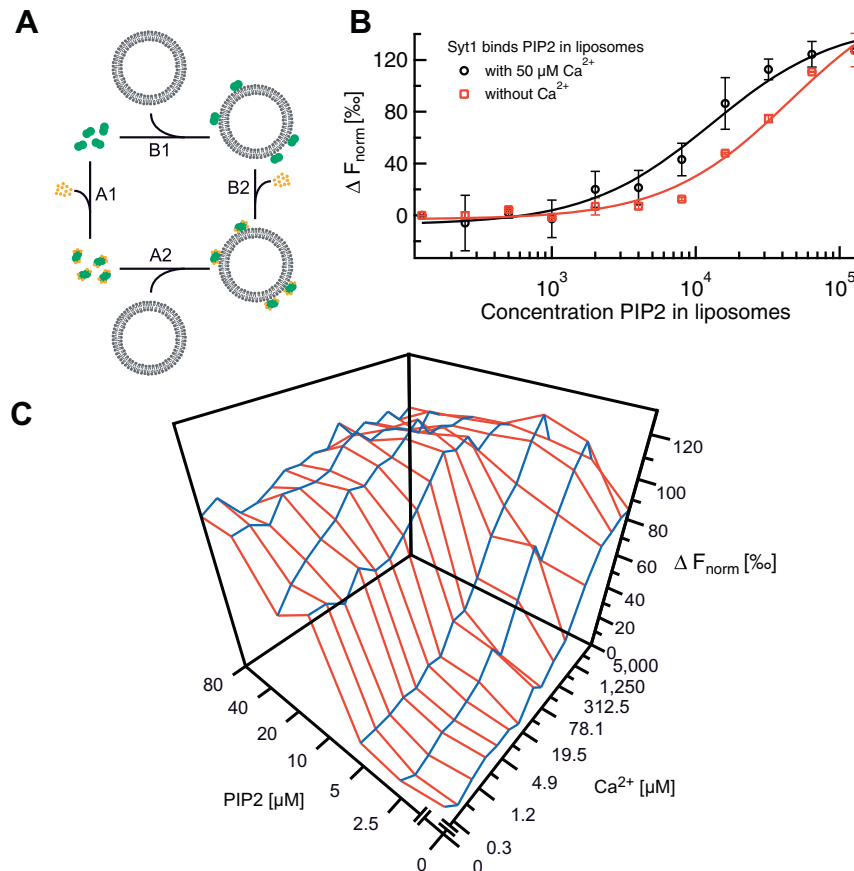 A
B1
A1
B2
A2
B
Syt1 binds PIP2 in liposomes
with 50 µM Ca²⁺
without Ca²⁺
Δ F_norm [‰]
120
80
40
0
10³
10⁴
10⁵
Concentration PIP2 in liposomes
C
120
100
80
60
40
20
0
Δ F_norm [‰]
5,000
1,250
312.5
78.1
19.5
4.9
1.2
0.3
0
Ca²⁺ [µM]
80
40
20
10
5
2.5
0
PIP2 [µM]